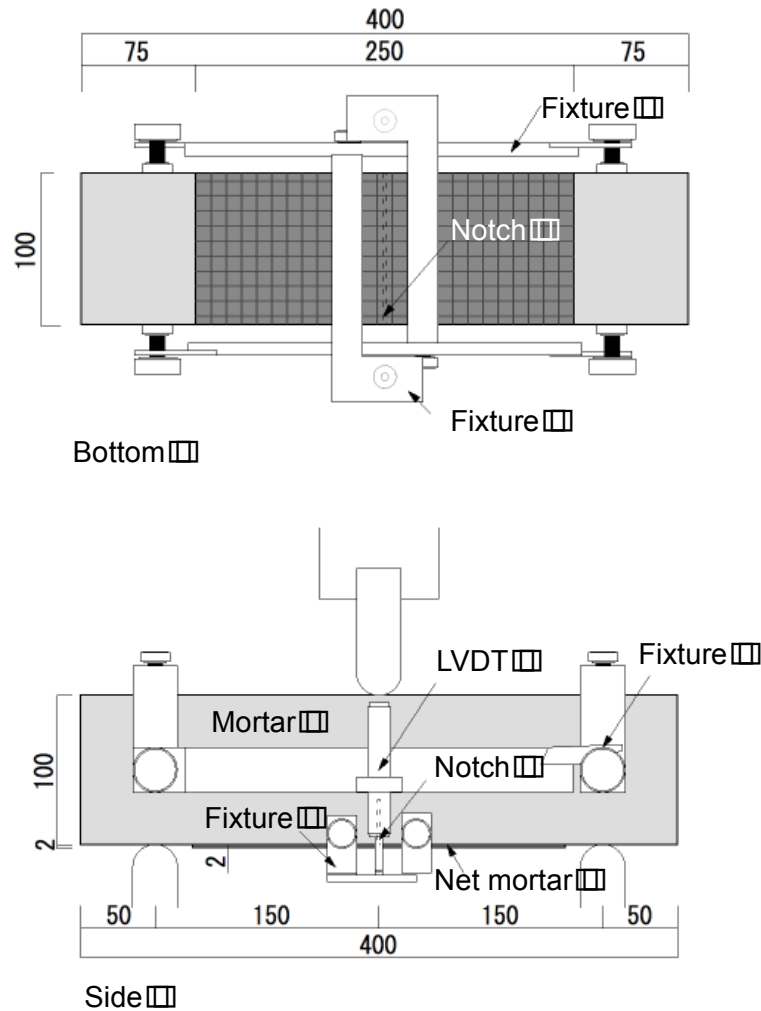 400
75 250 75
Fixture
100
Notch
Fixture
Bottom
LVDT Fixture
Mortar
100
Notch
Fixture
2
2
Net mortar
50 150 150 50
400
Side